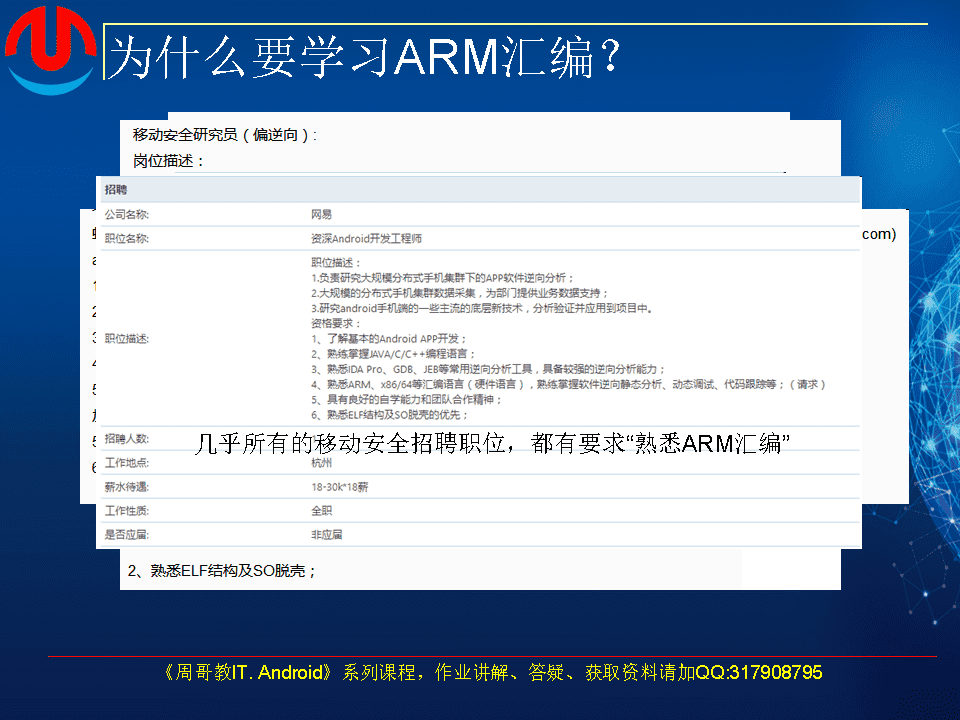 为什么要学习ARM汇编？
移动安全研究员（偏逆向）：
岗位描述：
招聘
公司名称: 网易
com)
职位名称: 资深Android开发工程师
a
职位描述：
1.负责研究大规模分布式手机集群下的APP软件逆向分析；
1
2.大规模的分布式手机集群数据采集，为部门提供业务数据支持；
2
3.研究android手机端的一些主流的底层新技术，分析验证并应用到项目中。
资格要求：
3
职位描述: 1、了解基本的Android APP开发；
2、熟练掌握JAVA/C/C++编程语言；
4
3、熟悉IDA Pro、GDB、JEB等常用逆向分析工具，具备较强的逆向分析能力；
4、熟悉ARM、x86/64等汇编语言（硬件语言），熟练掌握软件逆向静态分析、动态调试、代码跟踪等；（请求）
5
5、具有良好的自学能力和团队合作精神；
6、熟悉ELF结构及SO脱壳的优先；
招聘人数:
5
几乎所有的移动安全招聘职位，都有要求“熟悉ARM汇编”
工作地点: 杭州
6
薪水待遇: 18-30k*18薪
工作性质: 全职
是否应届: 非应届
2、熟悉ELF结构及SO脱壳；
《周哥教IT. Android》系列课程，作业讲解、答疑、获取资料请加QQ:317908795